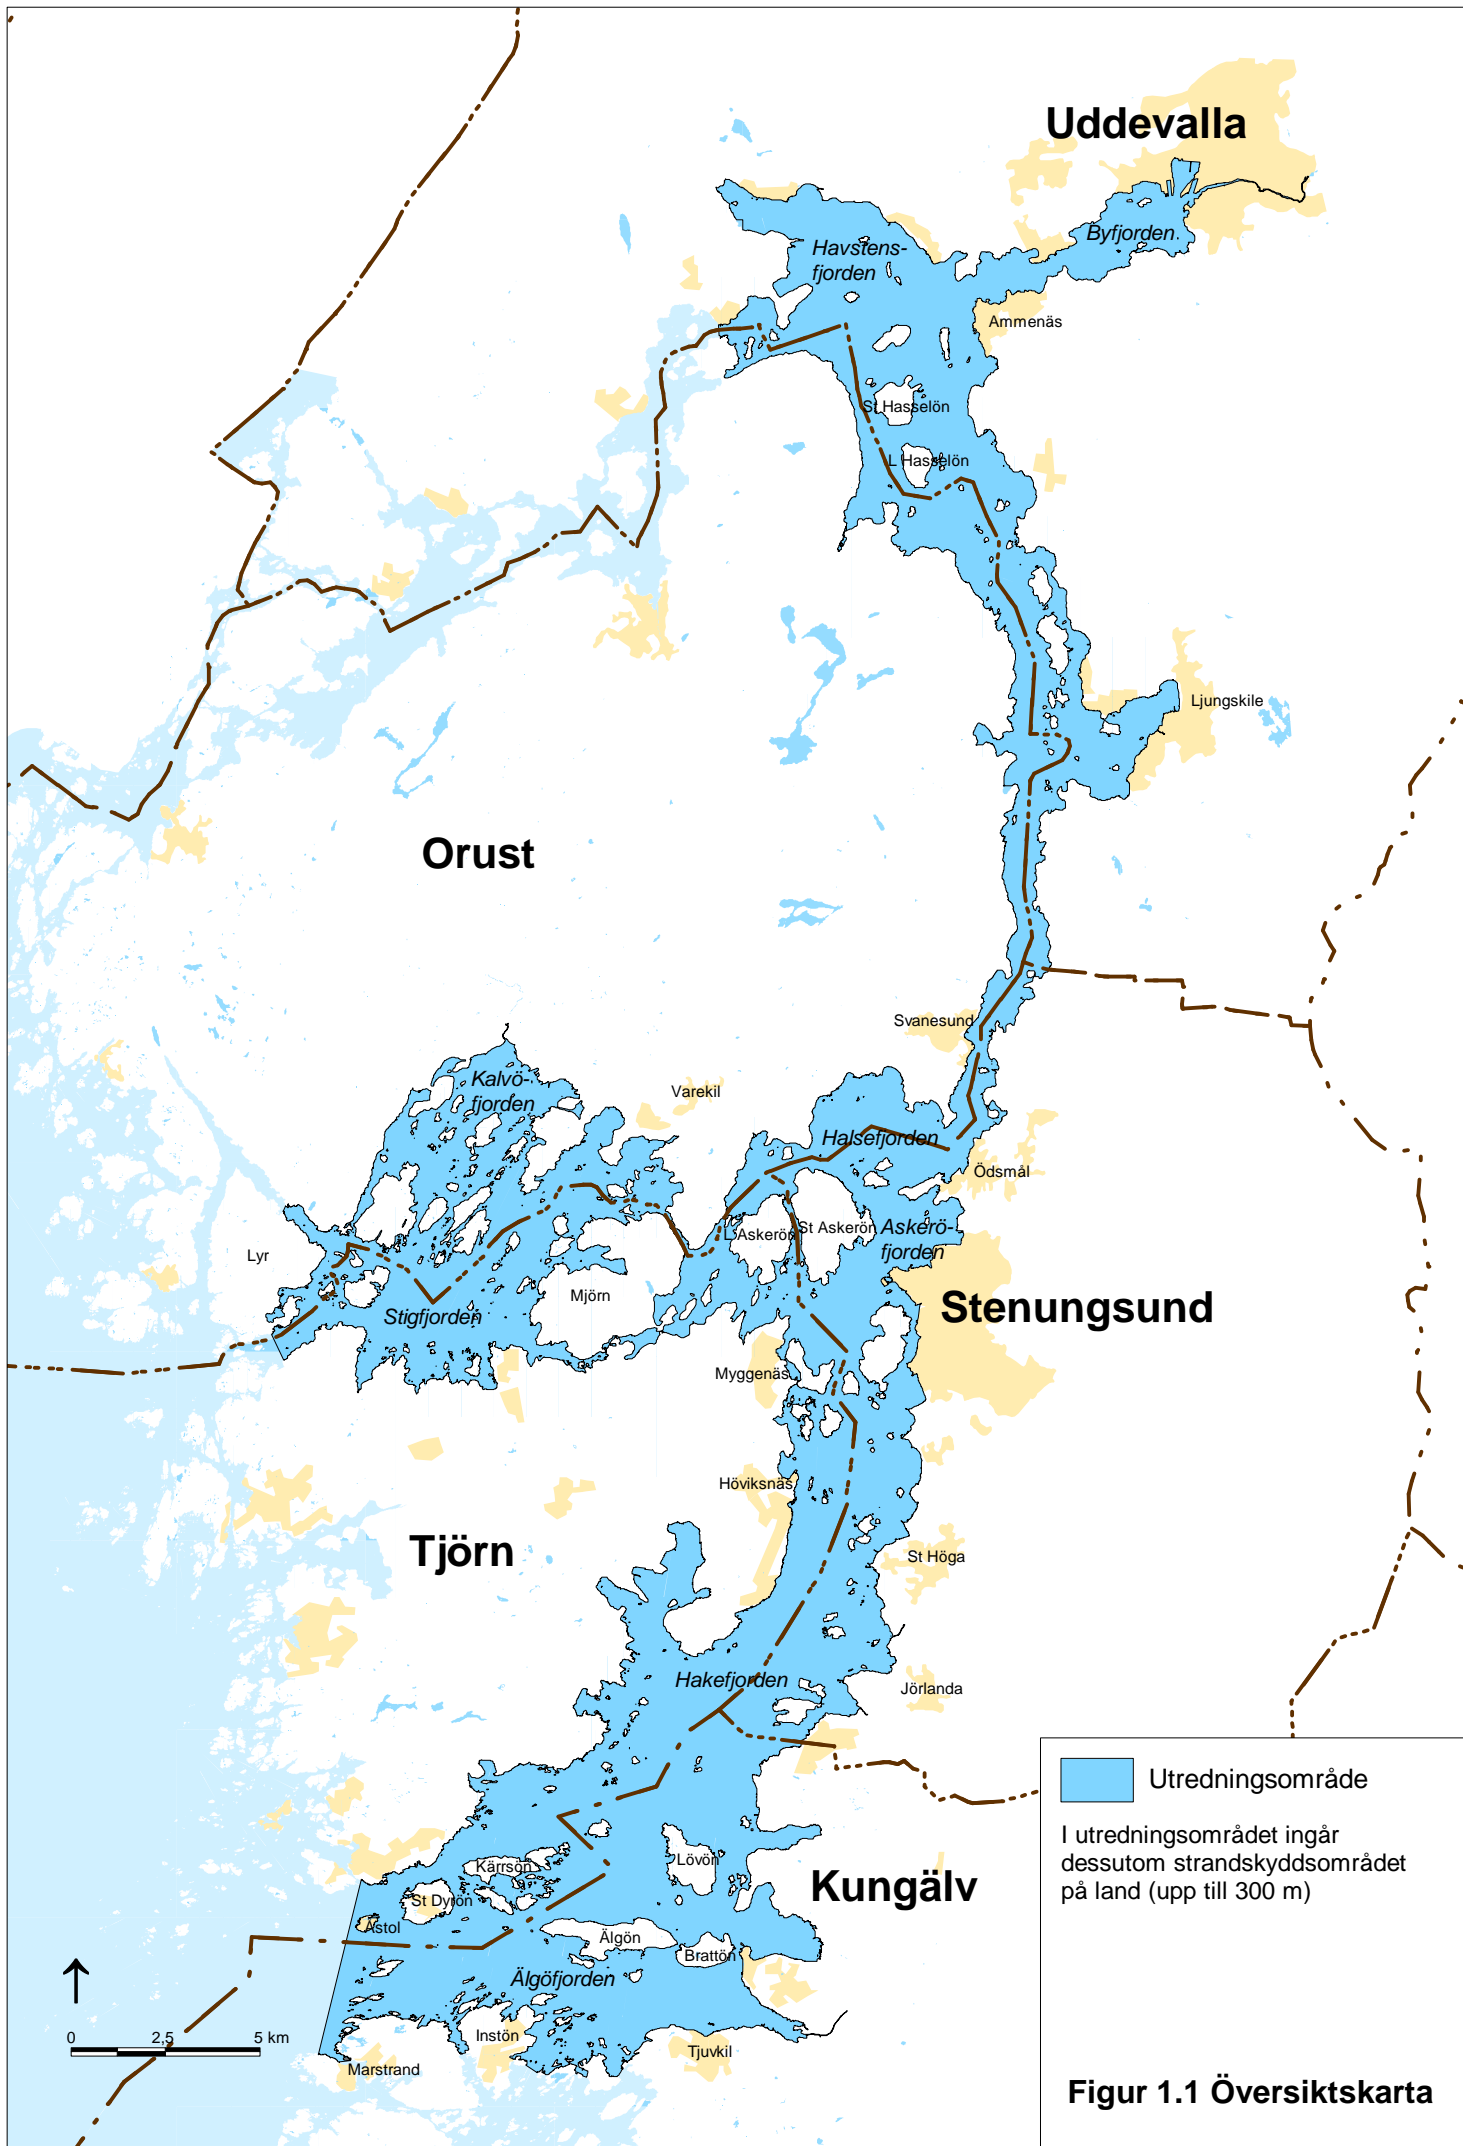 Uddevalla
Byfjorden
Havstens-
fjorden
Ammenäs
St Hasselön
L Hasselön
Ljungskile
Orust
Svanesund
Kalvö-
fjorden
Varekil
Halsefjorden
Ödsmål
Lyr
L Askerön
St Askerön
Askerö-
fjorden
Mjörn
Stigfjorden
Stenungsund
Myggenäs
Höviksnäs
Tjörn
St Höga
Hakefjorden
Jörlanda
Utredningsområde
I utredningsområdet ingår
dessutom strandskyddsområdet
på land (upp till 300 m)
Kärrsön
Lövön
Kungälv
St Dyrön
Åstol
Älgön
Brattön
Älgöfjorden
0 2,5 5 km
Instön
Tjuvkil
Marstrand
Figur 1.1 Översiktskarta